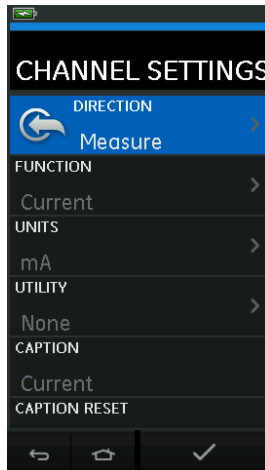 CHANNEL SETTINGS
DIRECTION
Measure
FUNCTION
Current
UNITS
mA
UTILITY
None
CAPTION
Current
CAPTION RESET